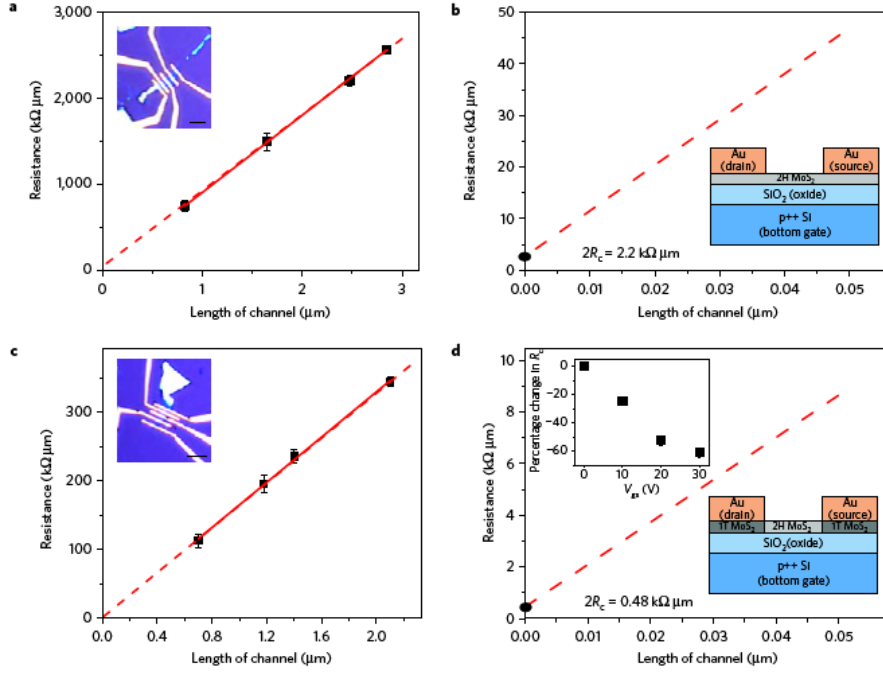 a
3,000
2,000
1,000
0
0
1
2
3
Resistance (kΩ μm)
Length of channel (μm)
b
50
45
40
35
30
25
20
15
10
5
0
0.00
0.01
0.02
0.03
0.04
0.05
Resistance (kΩ μm)
Length of channel (μm)
2Rc = 2.2 kΩ μm
Au
(drain)
Au
(source)
2H MoS2
SiO2 (oxide)
p++ Si
(bottom gate)
c
300
200
100
0
0.0
0.4
0.8
1.2
1.6
2.0
Resistance (kΩ μm)
Length of channel (μm)
d
10
8
6
4
2
0
0.00
0.01
0.02
0.03
0.04
0.05
Resistance (kΩ μm)
Length of channel (μm)
Percentage change in Rc
0
−20
−40
−60
0
10
20
30
Vgs (V)
2Rc = 0.48 kΩ μm
Au
(drain)
Au
(source)
1T MoS2
2H MoS2
1T MoS2
SiO2(oxide)
p++ Si
(bottom gate)